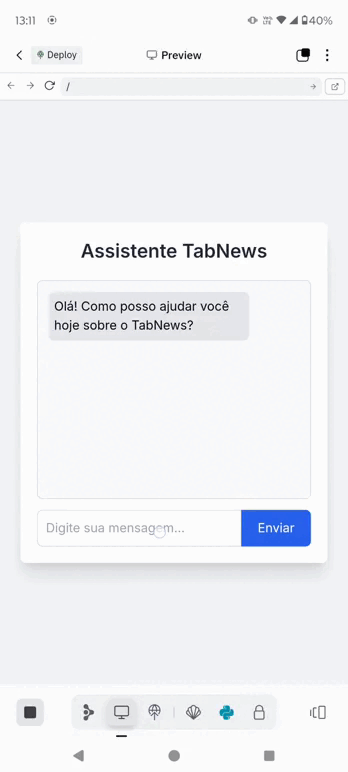 13:11
40%
Deploy
Preview
/
Assistente TabNews
Olá! Como posso ajudar você
hoje sobre o TabNews?
Digite sua mensagem...
Enviar